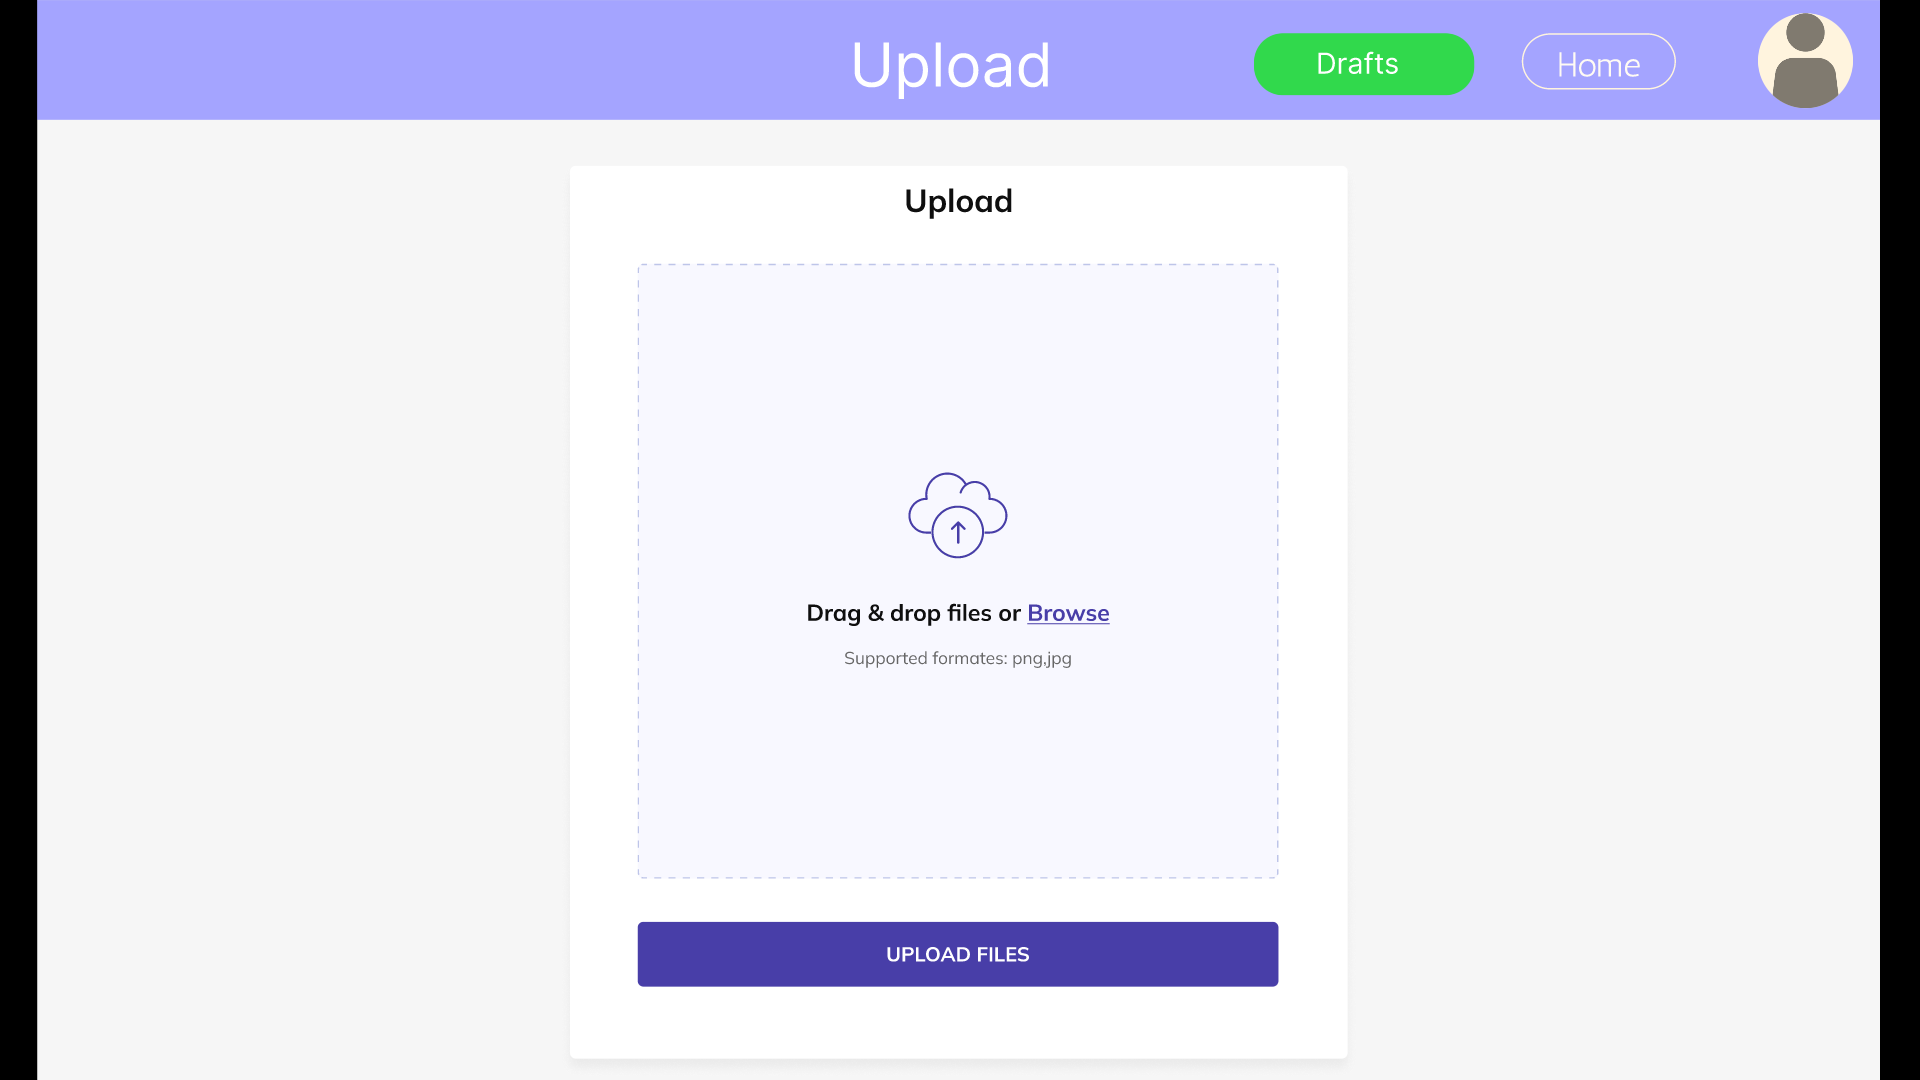 Upload
Drafts
Home
Upload
Drag & drop files or Browse
Supported formates: png,jpg
UPLOAD FILES